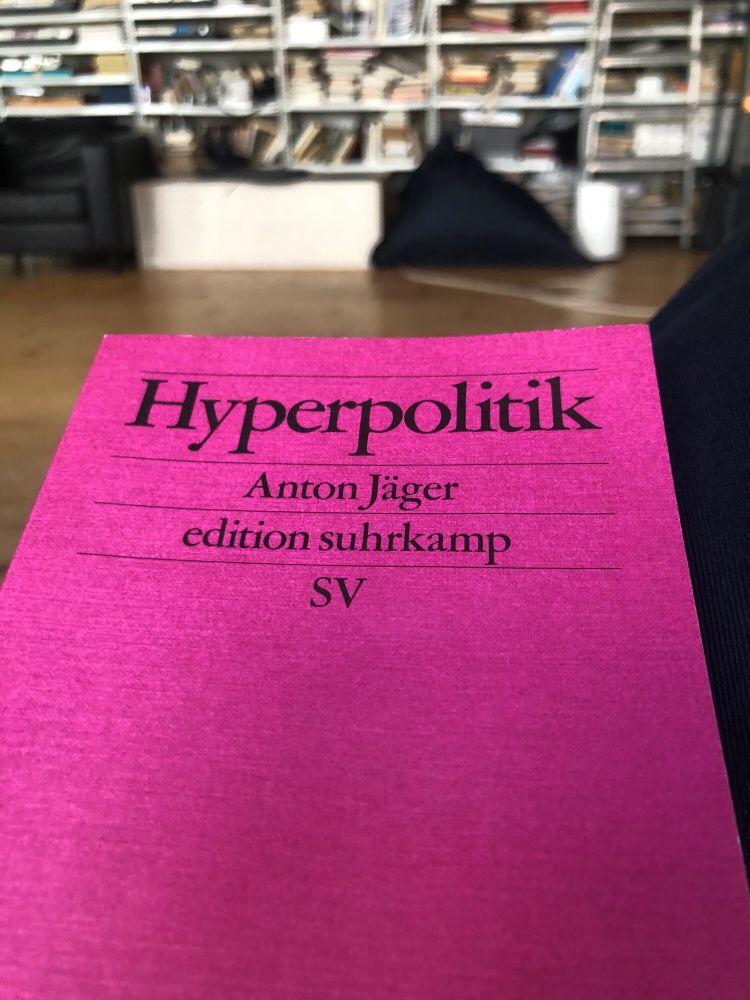 Hyperpolitik
Anton Jäger
edition suhrkamp
SV